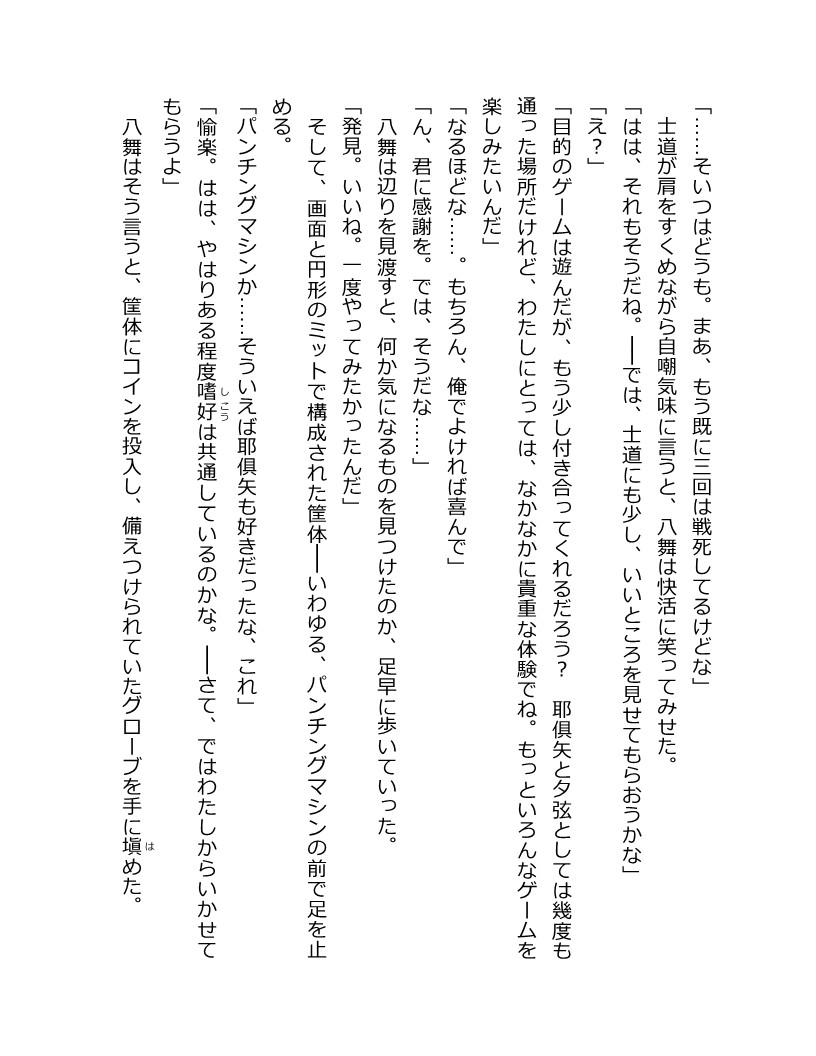 「……そいつはどうも。まあ、もう既に三回は戦死してるけどな」
　士道が肩をすくめながら自嘲気味に言うと、八舞は快活に笑ってみせた。
「はは、それもそうだね。――では、士道にも少し、いいところを見せてもらおうかな」
「え？」
「目的のゲームは遊んだが、もう少し付き合ってくれるだろう？　耶倶矢と夕弦としては幾度も
通った場所だけれど、わたしにとっては、なかなかに貴重な体験でね。もっといろんなゲームを
楽しみたいんだ」
「なるほどな……。もちろん、俺でよければ喜んで」
「ん、君に感謝を。では、そうだな……」
　八舞は辺りを見渡すと、何か気になるものを見つけたのか、足早に歩いていった。
「発見。いいね。一度やってみたかったんだ」
　そして、画面と円形のミットで構成された筐体――いわゆる、パンチングマシンの前で足を止
める。
「パンチングマシンか……そういえば耶倶矢も好きだったな、これ」
「愉楽。はは、やはりある程度嗜好は共通しているのかな。――さて、ではわたしからいかせて
もらうよ」
　八舞はそう言うと、筐体にコインを投入し、備えつけられていたグローブを手に塡めた。